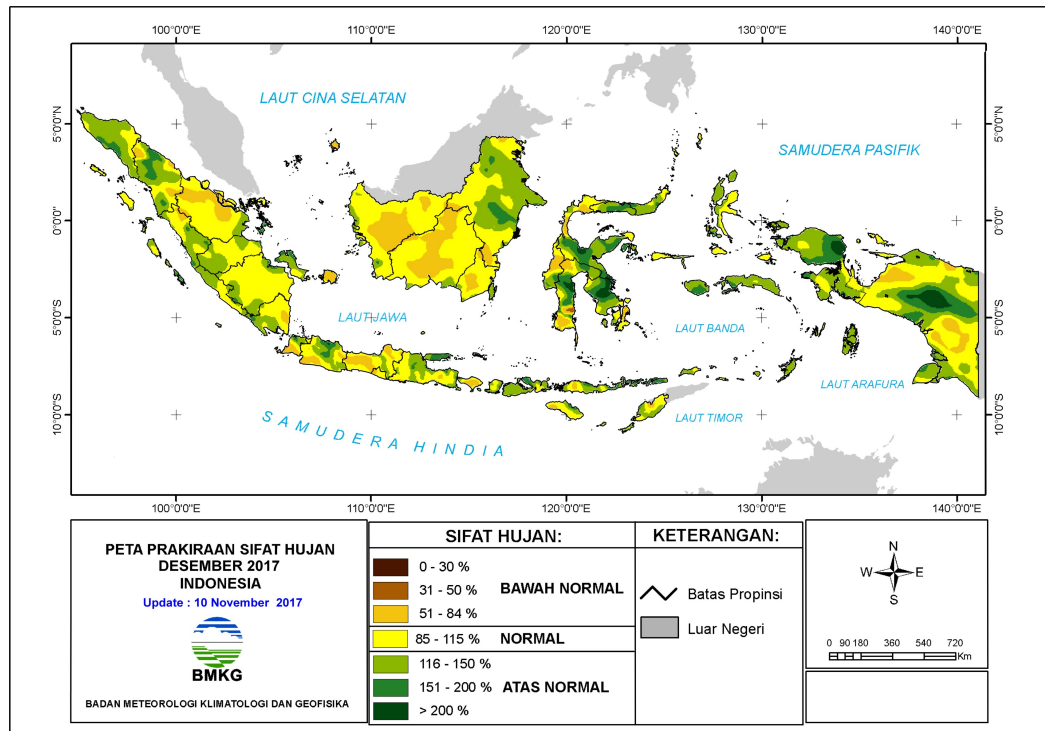 100°0'0"E 110°0'0"E 120°0'0"E 130°0'0"E 140°0'0"E
LAUT CINA SELATAN
SAMUDERA PASIFIK
5°0'0"N 5°0'0"N
0°0'0" 0°0'0"
5°0'0"S 5°0'0"S
10°0'0"S 10°0'0"S
LAUT JAWA
LAUT BANDA
LAUT ARAFURA
LAUT TIMOR
SAMUDERA HINDIA
100°0'0"E 110°0'0"E 120°0'0"E 130°0'0"E 140°0'0"E
PETA PRAKIRAAN SIFAT HUJAN
DESEMBER 2017
INDONESIA
Update : 10 November 2017
BMKG
BADAN METEOROLOGI KLIMATOLOGI DAN GEOFISIKA
SIFAT HUJAN:
0 - 30 %
31 - 50 % BAWAH NORMAL
51 - 84 %
85 - 115 % NORMAL
116 - 150 %
151 - 200 % ATAS NORMAL
> 200 %
KETERANGAN:
Batas Propinsi
Luar Negeri
N
W E
S
0 90 180 360 540 720
Km